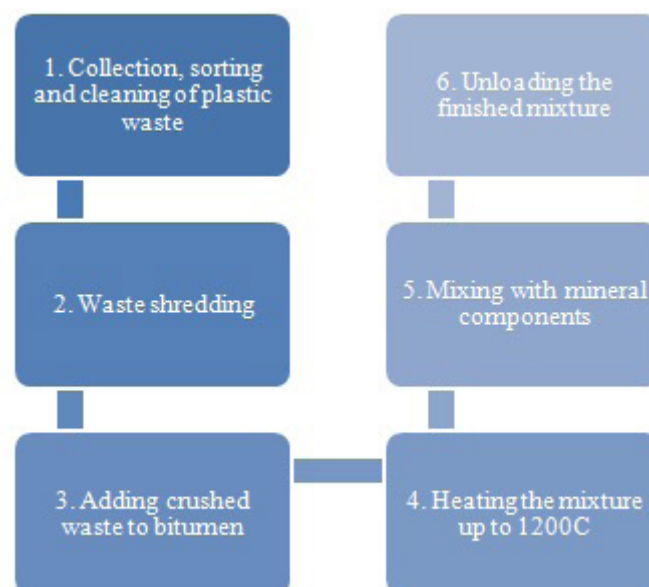 1. Collection, sorting
and cleaning of plastic
waste
2. Waste shredding
3. Adding crushed
waste to bitumen
4. Heating the mixture
up to 1200C
5. Mixing with mineral
components
6. Unloading the
finished mixture